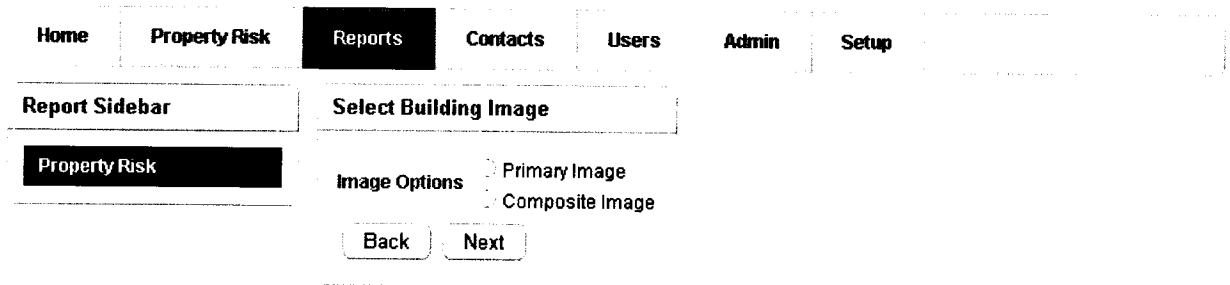 Home Property Risk Reports Contacts Users Admin Setup
Report Sidebar
Property Risk
Select Building Image
Image Options
Primary Image
Composite Image
Back Next